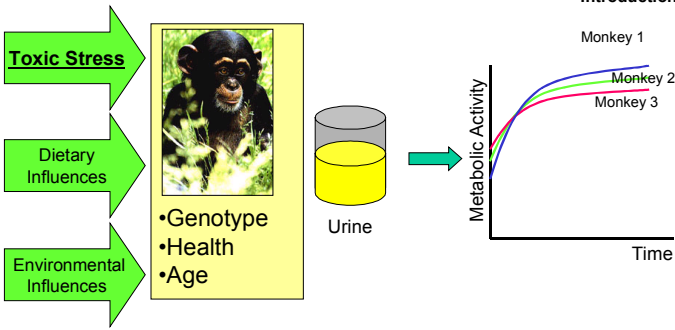 Introduction
Toxic Stress
Dietary
Influences
Environmental
Influences
•Genotype
•Health
•Age
Urine
Monkey 1
Monkey 2
Monkey 3
Metabolic Activity
Time